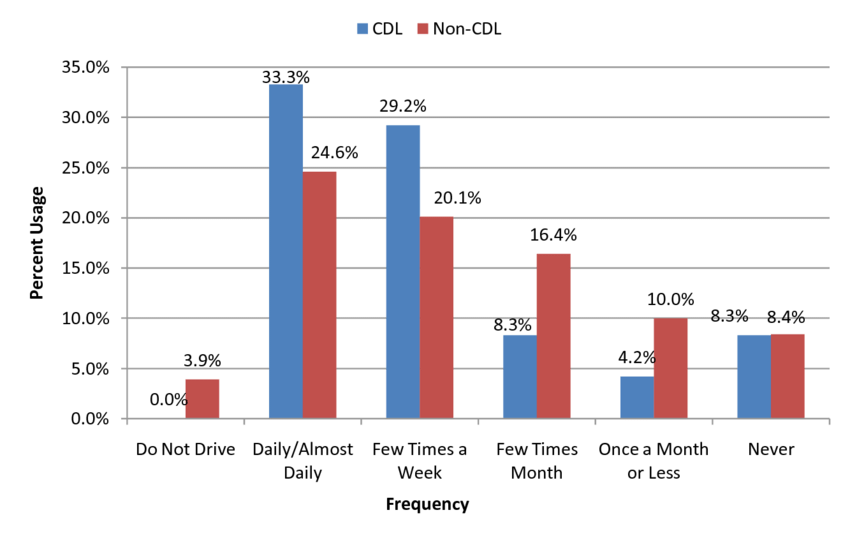 CDL Non-CDL
35.0%
30.0%
25.0%
20.0%
15.0%
10.0%
5.0%
0.0%
Percent Usage
0.0%
3.9%
33.3%
24.6%
29.2%
20.1%
8.3%
16.4%
4.2%
10.0%
8.3%
8.4%
Do Not Drive
Daily/Almost
Daily
Few Times a
Week
Few Times
Month
Once a Month
or Less
Never
Frequency